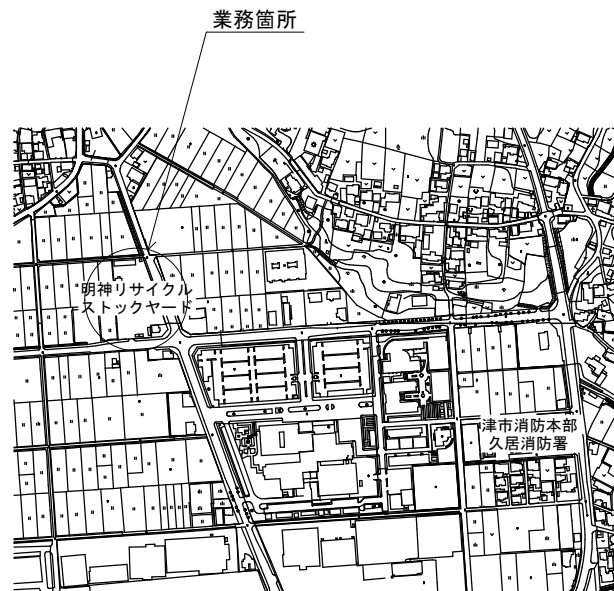 業務箇所
明神リサイクル
ストックヤード
津市消防本部
久居消防署